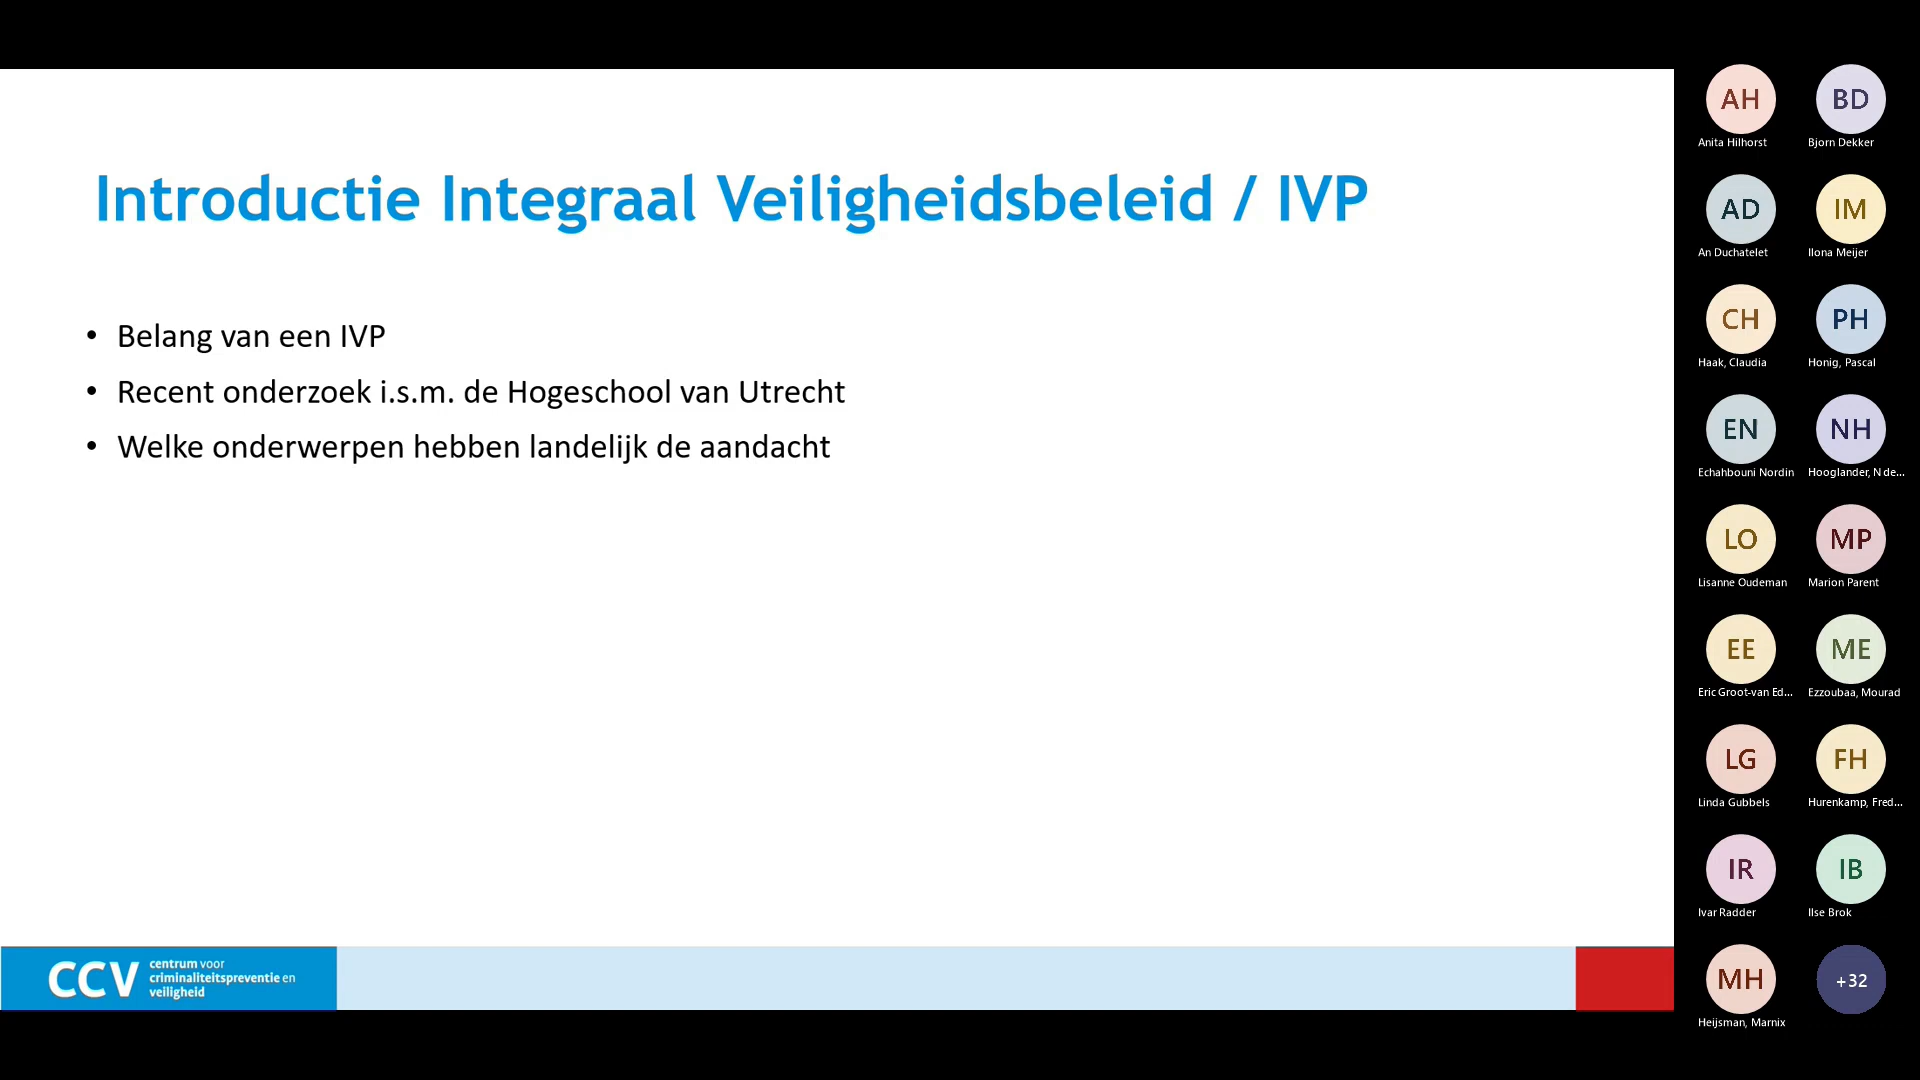 Introductie Integraal Veiligheidsbeleid / IVP
• Belang van een IVP
• Recent onderzoek i.s.m. de Hogeschool van Utrecht
• Welke onderwerpen hebben landelijk de aandacht
CCV
centrum voor
criminaliteitspreventie en
veiligheid
AH
Anita Hilhorst
BD
Bjorn Dekker
AD
An Duchatelet
IM
Ilona Meijer
CH
Haak, Claudia
PH
Honig, Pascal
EN
Echahbouni Nordin
NH
Hooglander, N de...
LO
Lisanne Oudeman
MP
Marion Parent
EE
Eric Groot-van Ed...
ME
Ezzoubaa, Mourad
LG
Linda Gubbels
FH
Hurenkamp, Fred...
IR
Ivar Radder
IB
Ilse Brok
MH
Heijsman, Marnix
+32